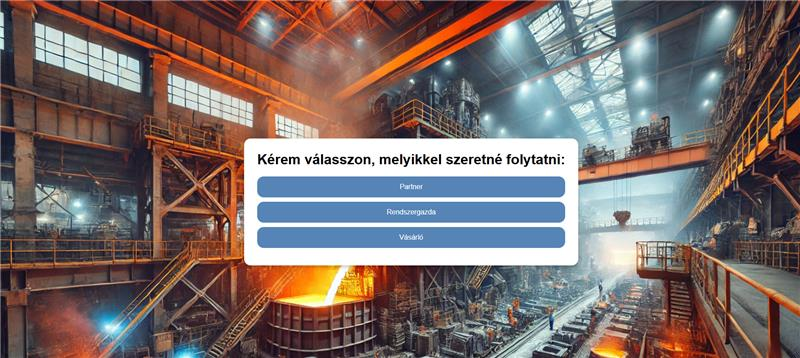 Kérem válasszon, melyikkel szeretné folytatni:
Partner
Rendszergazda
Vásárló